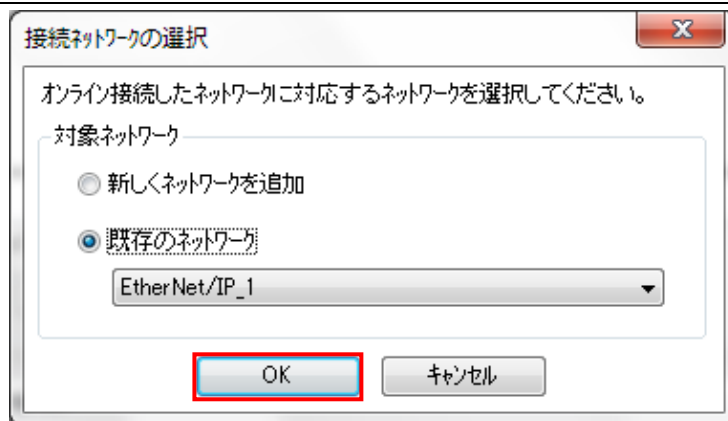 接続ネットワークの選択
オンライン接続したネットワークに対応するネットワークを選択してください。
対象ネットワーク
新しくネットワークを追加
既存のネットワーク
EtherNet/IP_1
OK
キャンセル